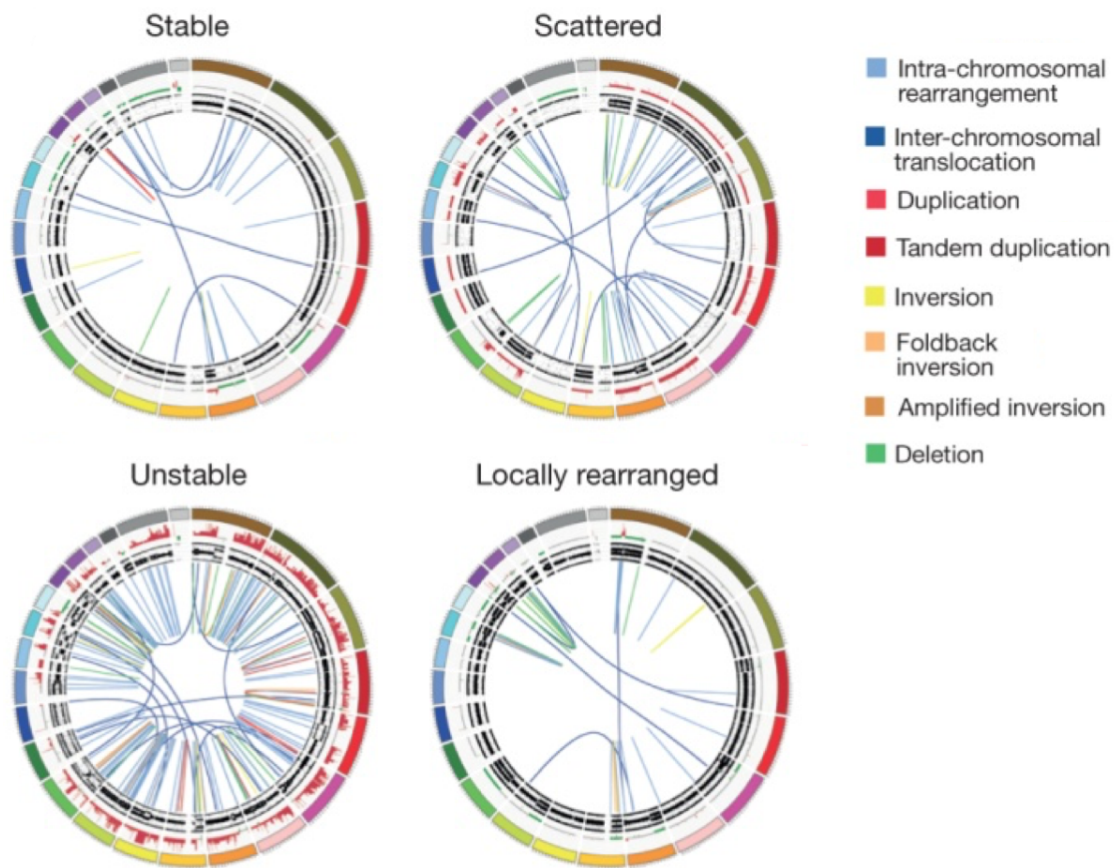 Stable
Scattered
Intra-chromosomal
rearrangement
Inter-chromosomal
translocation
Duplication
Tandem duplication
Inversion
Foldback
inversion
Amplified inversion
Deletion
Unstable
Locally rearranged